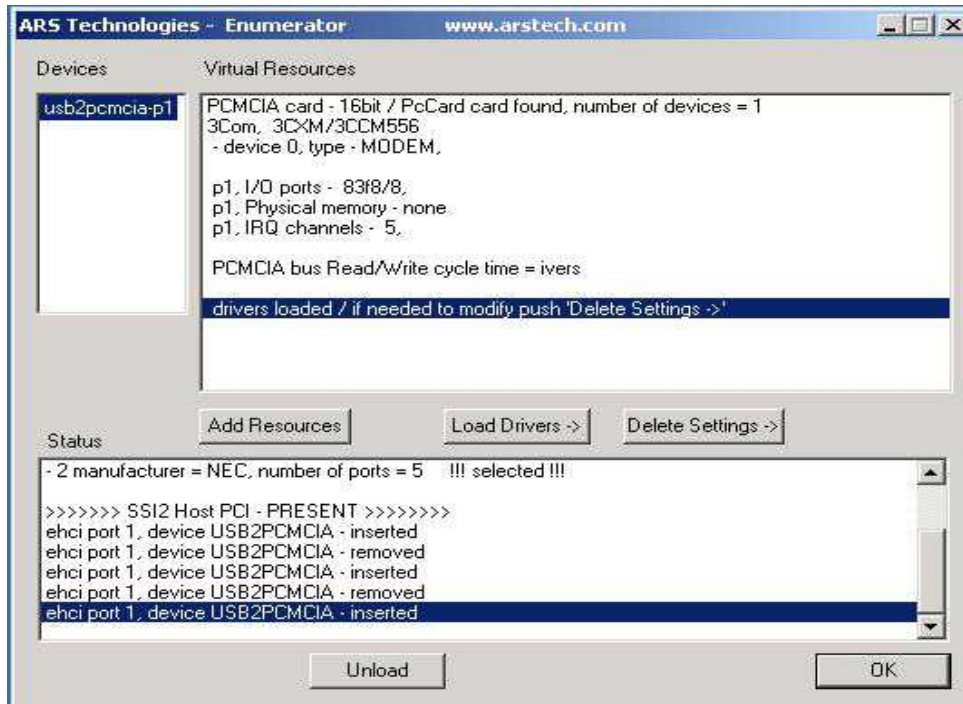 ARS Technologies - Enumerator www.arstech.com
Devices
Virtual Resources
usb2pcmcia-p1
PCMCIA card - 16bit / PcCard card found, number of devices = 1
3Com, 3CXM/3CCM556
- device 0, type - MODEM,
p1, I/O ports - 83f8/8,
p1, Physical memory - none
p1, IRQ channels - 5,
PCMCIA bus Read/Write cycle time = ivers
drivers loaded / if needed to modify push 'Delete Settings ->'
Add Resources
Load Drivers ->
Delete Settings ->
Status
- 2 manufacturer = NEC, number of ports = 5 !!! selected !!!
>>>>>>> SSI2 Host PCI - PRESENT >>>>>>>>
ehci port 1, device USB2PCMCIA - inserted
ehci port 1, device USB2PCMCIA - removed
ehci port 1, device USB2PCMCIA - inserted
ehci port 1, device USB2PCMCIA - removed
ehci port 1, device USB2PCMCIA - inserted
Unload
OK